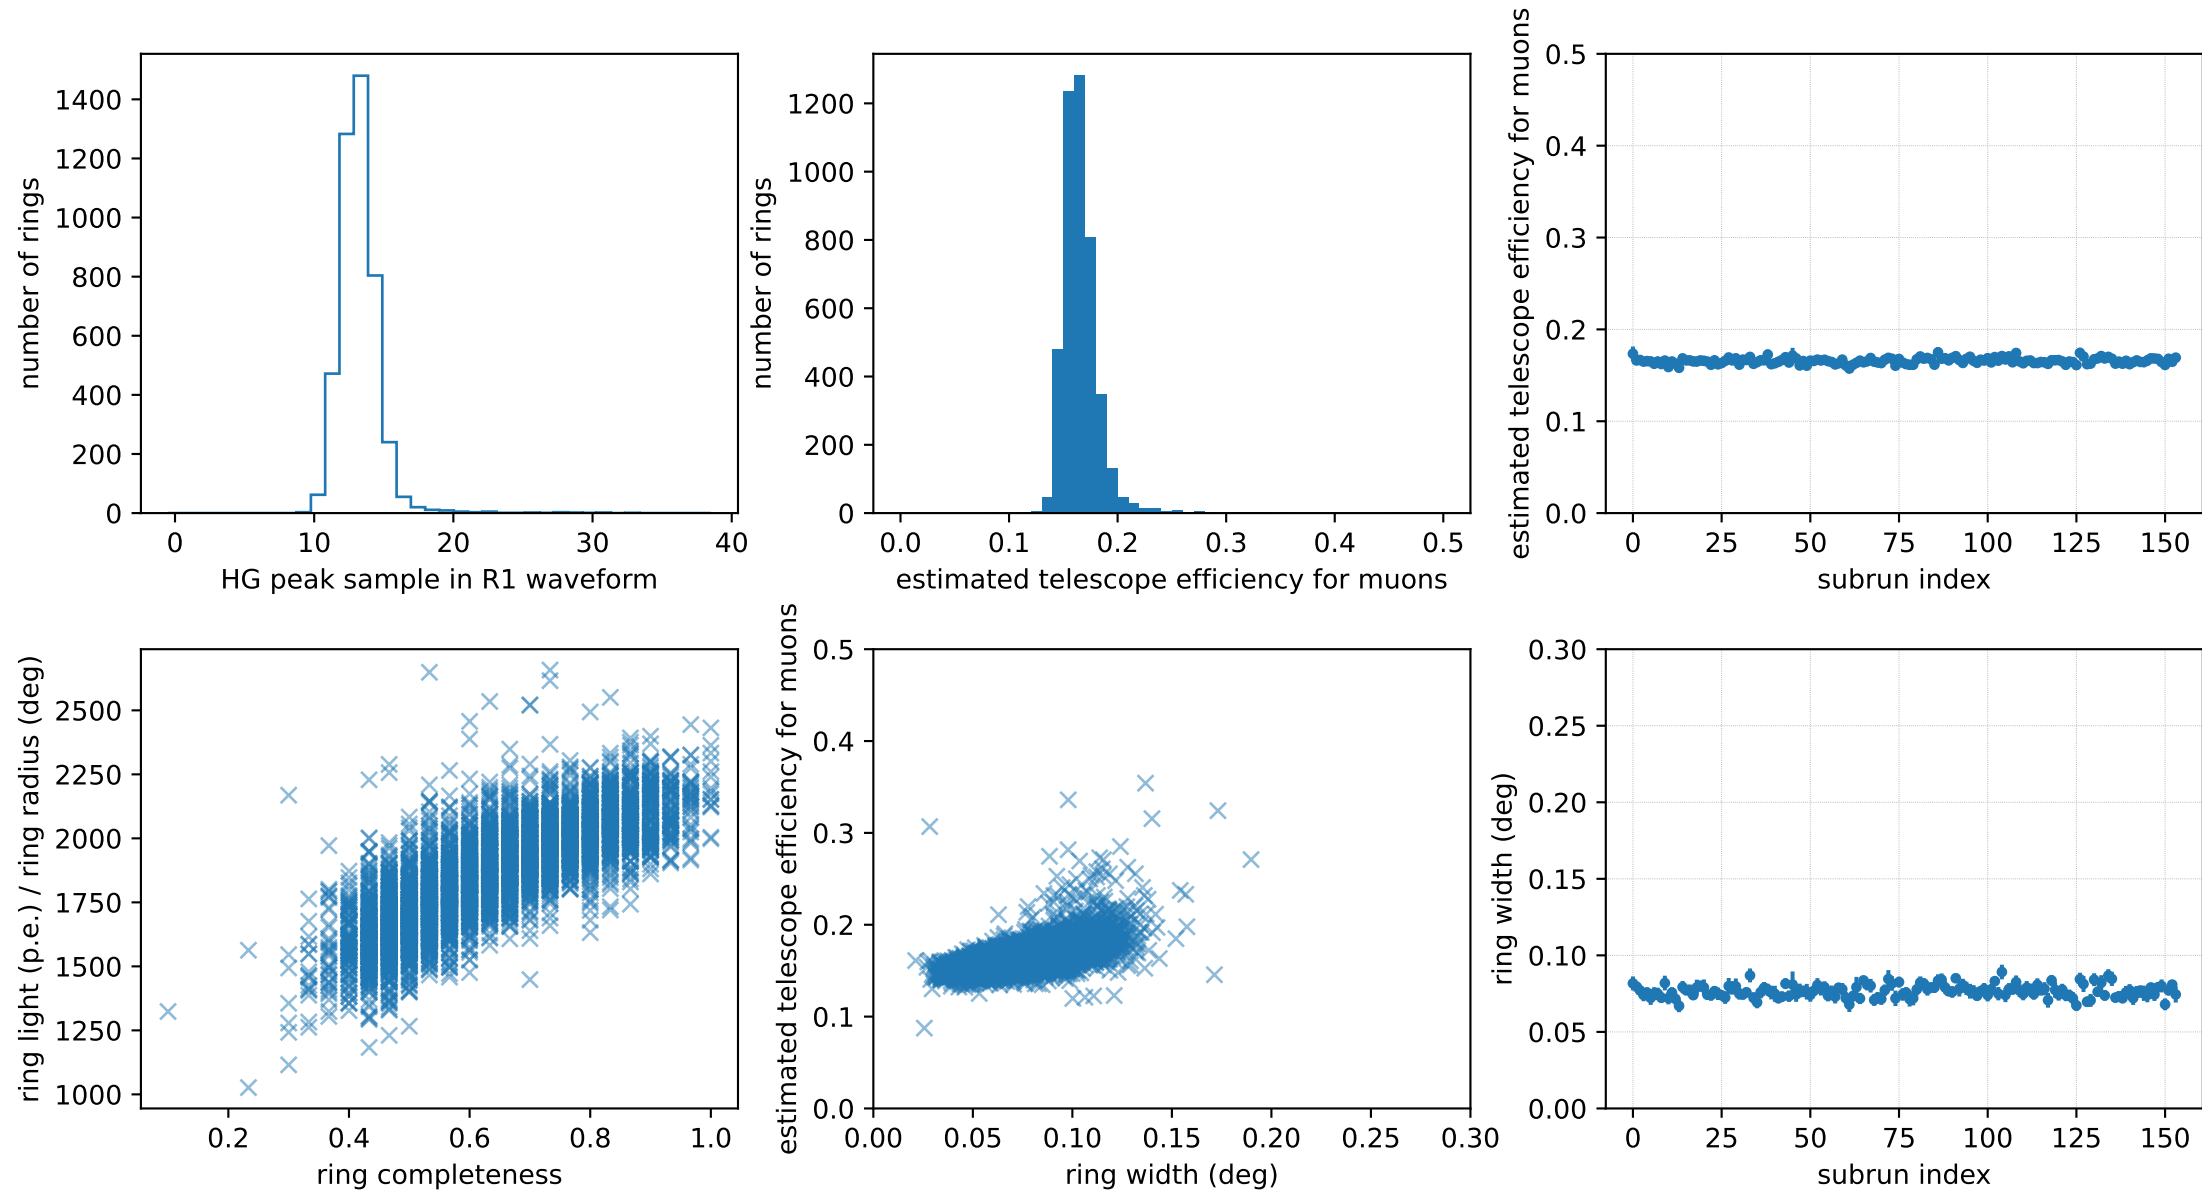 1400
1200
1000
800
600
400
200
0
number of rings
0 10 20 30 40
HG peak sample in R1 waveform
1200
1000
800
600
400
200
0
number of rings
0.0 0.1 0.2 0.3 0.4 0.5
estimated telescope efficiency for muons
0.5
0.4
0.3
0.2
0.1
0.0
estimated telescope efficiency for muons
0 25 50 75 100 125 150
subrun index
2500
2250
2000
1750
1500
1250
1000
ring light (p.e.) / ring radius (deg)
0.2 0.4 0.6 0.8 1.0
ring completeness
0.5
0.4
0.3
0.2
0.1
0.0
estimated telescope efficiency for muons
0.00 0.05 0.10 0.15 0.20 0.25 0.30
ring width (deg)
0.30
0.25
0.20
0.15
0.10
0.05
0.00
ring width (deg)
0 25 50 75 100 125 150
subrun index